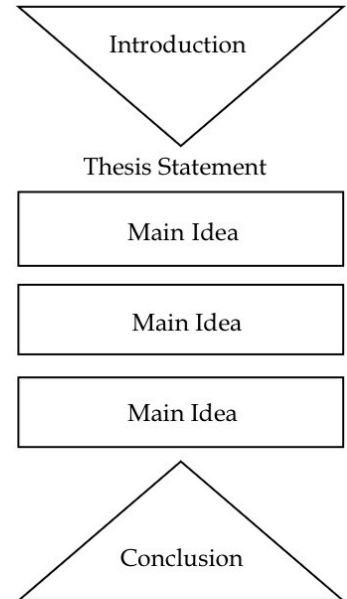 Introduction
Thesis Statement
Main Idea
Main Idea
Main Idea
Conclusion